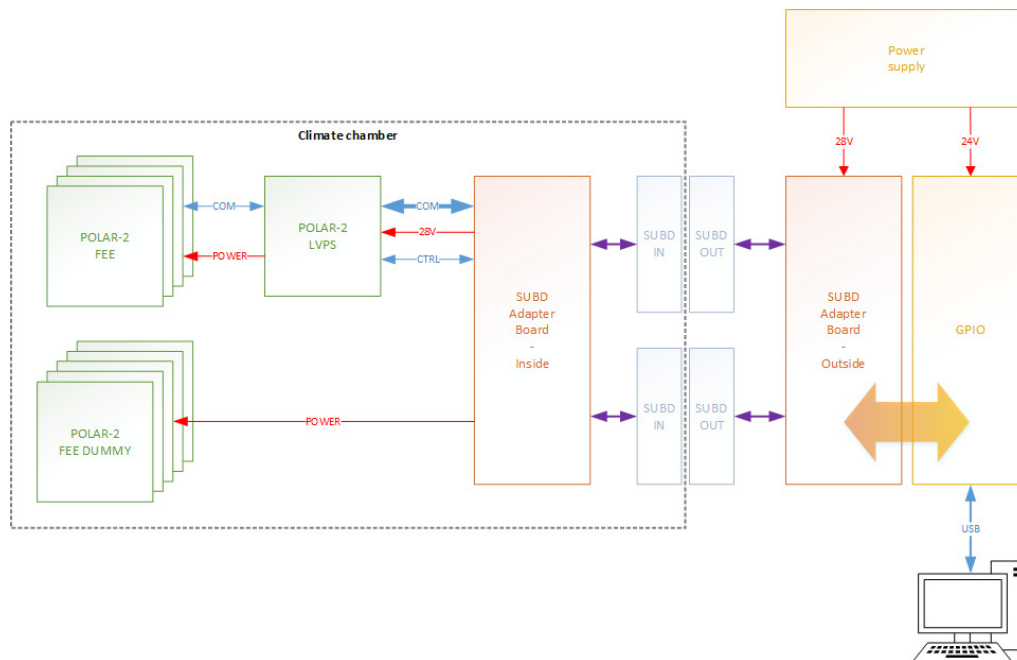 Power
supply
28V
24V
Climate chamber
POLAR-2
FEE
COM
POWER
POLAR-2
LVPS
COM
28V
CTRL
SUBD
Adapter
Board
-
Inside
SUBD
IN
SUBD
OUT
SUBD
Adapter
Board
-
Outside
GPIO
POLAR-2
FEE DUMMY
POWER
SUBD
IN
SUBD
OUT
USB